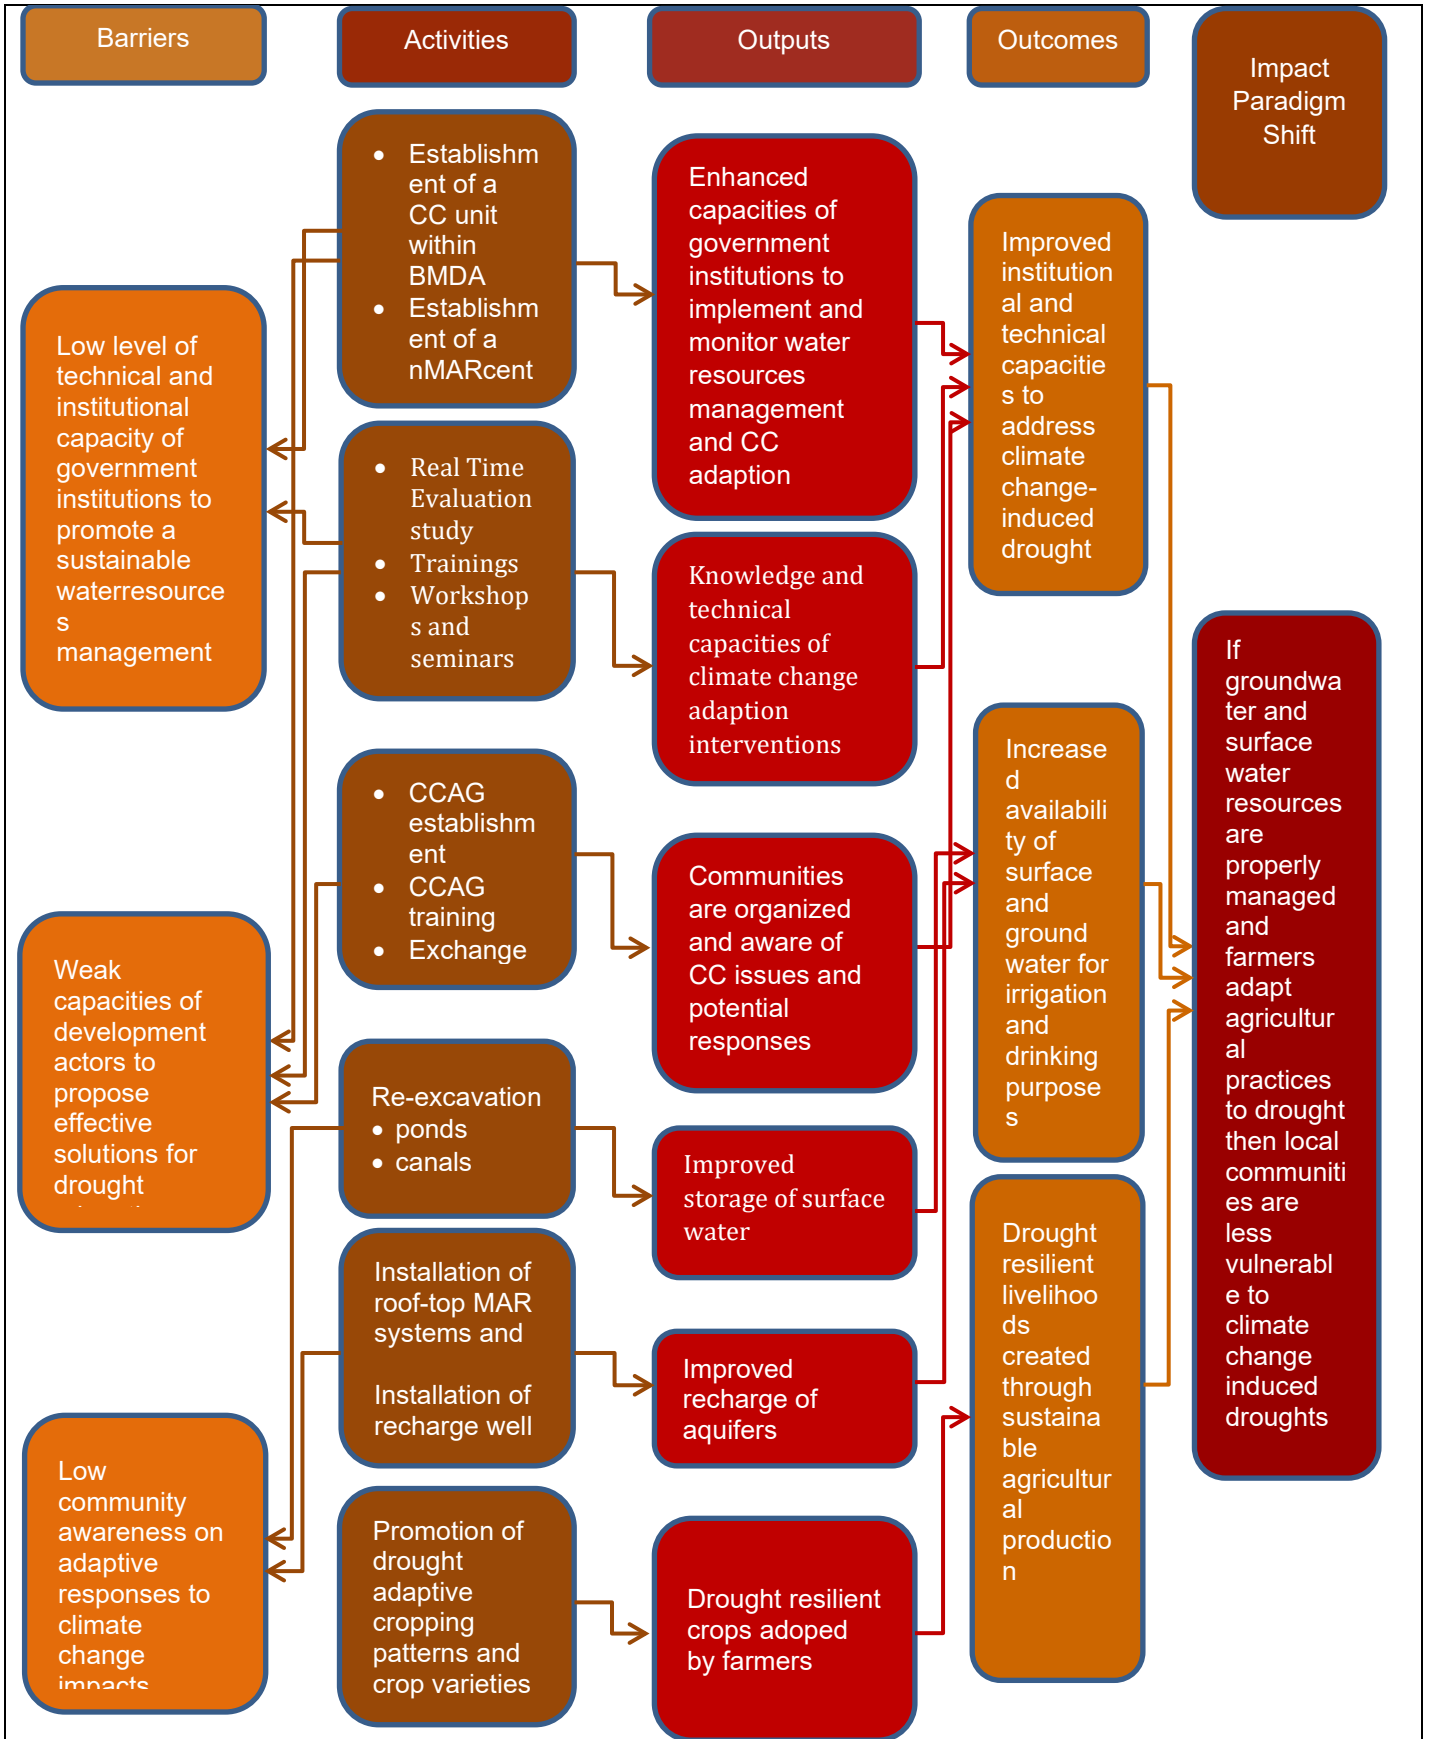 Barriers
Activities
Outputs
Outcomes
Impact
Paradigm
Shift
Low level of
technical and
institutional
capacity of
government
institutions to
promote a
sustainable
waterresource
s
management
Weak
capacities of
development
actors to
propose
effective
solutions for
drought
Low
community
awareness on
adaptive
responses to
climate
change
impacts
• Establishm
ent of a
CC unit
within
BMDA
• Establishm
ent of a
nMARcent
• Real Time
Evaluation
study
• Trainings
• Workshop
s and
seminars
• CCAG
establishm
ent
• CCAG
training
• Exchange
Re-excavation
• ponds
• canals
Installation of
roof-top MAR
systems and
Installation of
recharge well
Promotion of
drought
adaptive
cropping
patterns and
crop varieties
Enhanced
capacities of
government
institutions to
implement and
monitor water
resources
management
and CC
adaption
Knowledge and
technical
capacities of
climate change
adaption
interventions
Communities
are organized
and aware of
CC issues and
potential
responses
Improved
storage of surface
water
Improved
recharge of
aquifers
Drought resilient
crops adoped
by farmers
Improved
institution
al and
technical
capacitie
s to
address
climate
change-
induced
drought
Increase
d
availabili
ty of
surface
and
ground
water for
irrigation
and
drinking
purpose
s
Drought
resilient
livelihoo
ds
created
through
sustaina
ble
agricultur
al
productio
n
If
groundwa
ter and
surface
water
resources
are
properly
managed
and
farmers
adapt
agricultur
al
practices
to drought
then local
communiti
es are
less
vulnerabl
e to
climate
change
induced
droughts